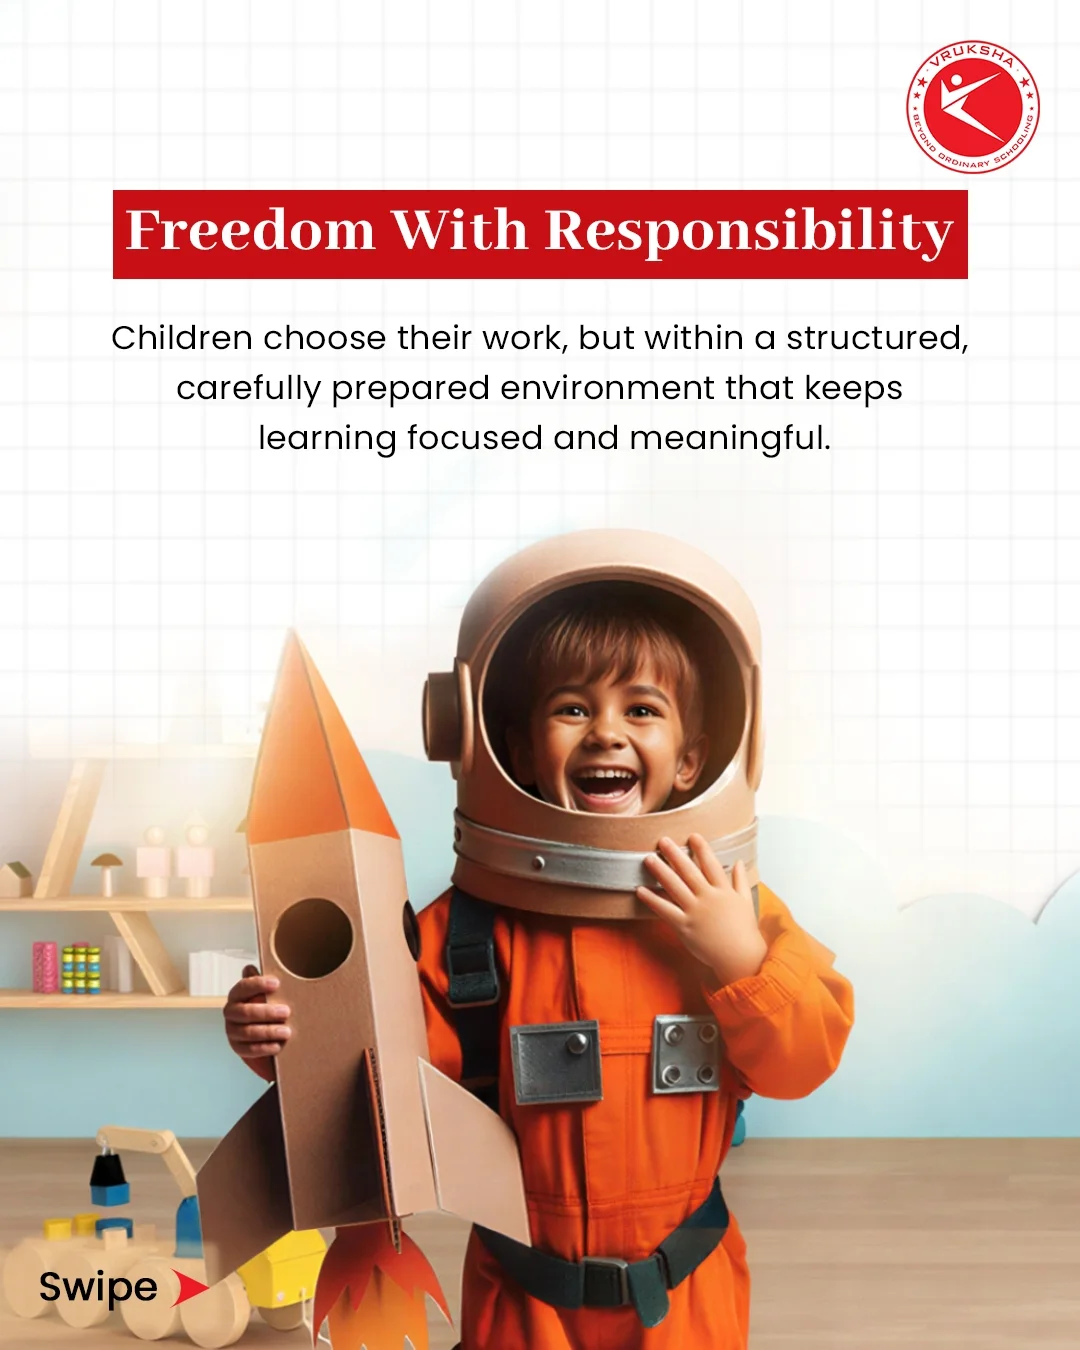 VRUKSHA
BEYOND ORDINARY SCHOOLING
Freedom With Responsibility
Children choose their work, but within a structured,
carefully prepared environment that keeps
learning focused and meaningful.
Swipe